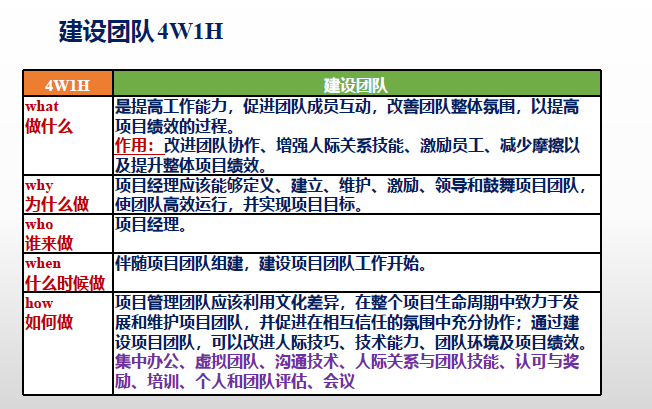 建设团队4W1H
4W1H 建设团队
what 是提高工作能力，促进团队成员互动，改善团队整体氛围，以提高
做什么 项目绩效的过程。
作用：改进团队协作、增强人际关系技能、激励员工、减少摩擦以
及提升整体项目绩效。
why 项目经理应该能够定义、建立、维护、激励、领导和鼓舞项目团队，
为什么做 使团队高效运行，并实现项目目标。
who 项目经理。
谁来做
when 伴随项目团队组建，建设项目团队工作开始。
什么时候做
how 项目管理团队应该利用文化差异，在整个项目生命周期中致力于发
如何做 展和维护项目团队，并促进在相互信任的氛围中充分协作；通过建
设项目团队，可以改进人际技巧、技术能力、团队环境及项目绩效。
集中办公、虚拟团队、沟通技术、人际关系与团队技能、认可与奖
励、培训、个人和团队评估、会议